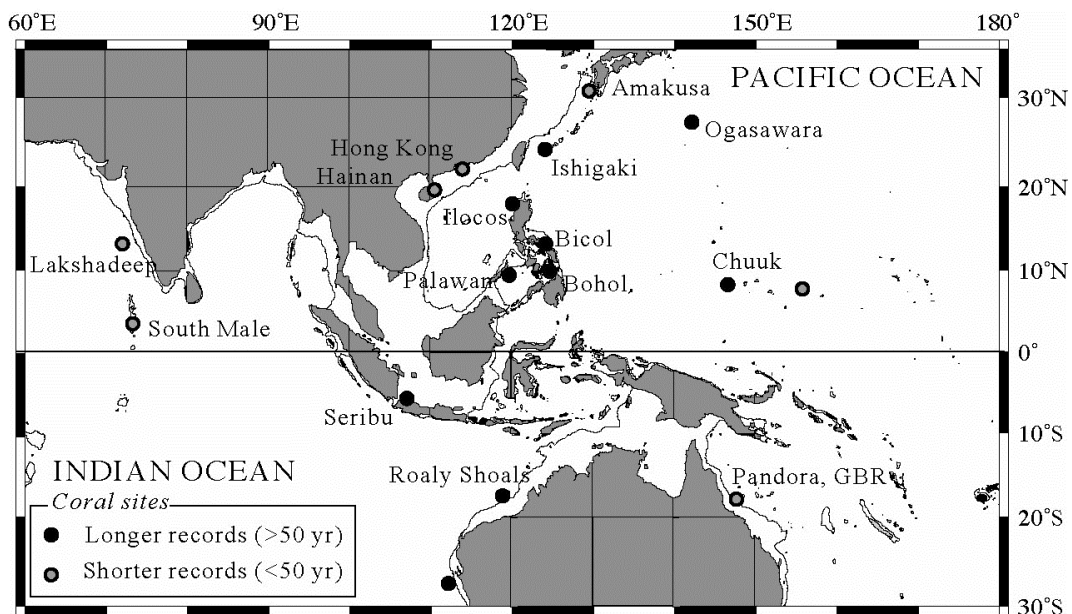 60° 90° 120° 150° 180°
PACIFIC OCEAN
Amakusa
30°N
Ogasawara
Hong Kong
Ishigaki
Hainan
20°N
Ilocos
Bicol
Lakshadeep
Chuuk
10°N
Palawan
Bohol
South Male
0°
Seribu
10°S
INDIAN OCEAN
Roaly Shoals
Pandora, GBR
Coral sites
20°S
Longer records (>50 yr)
Shorter records (<50 yr)
30°S